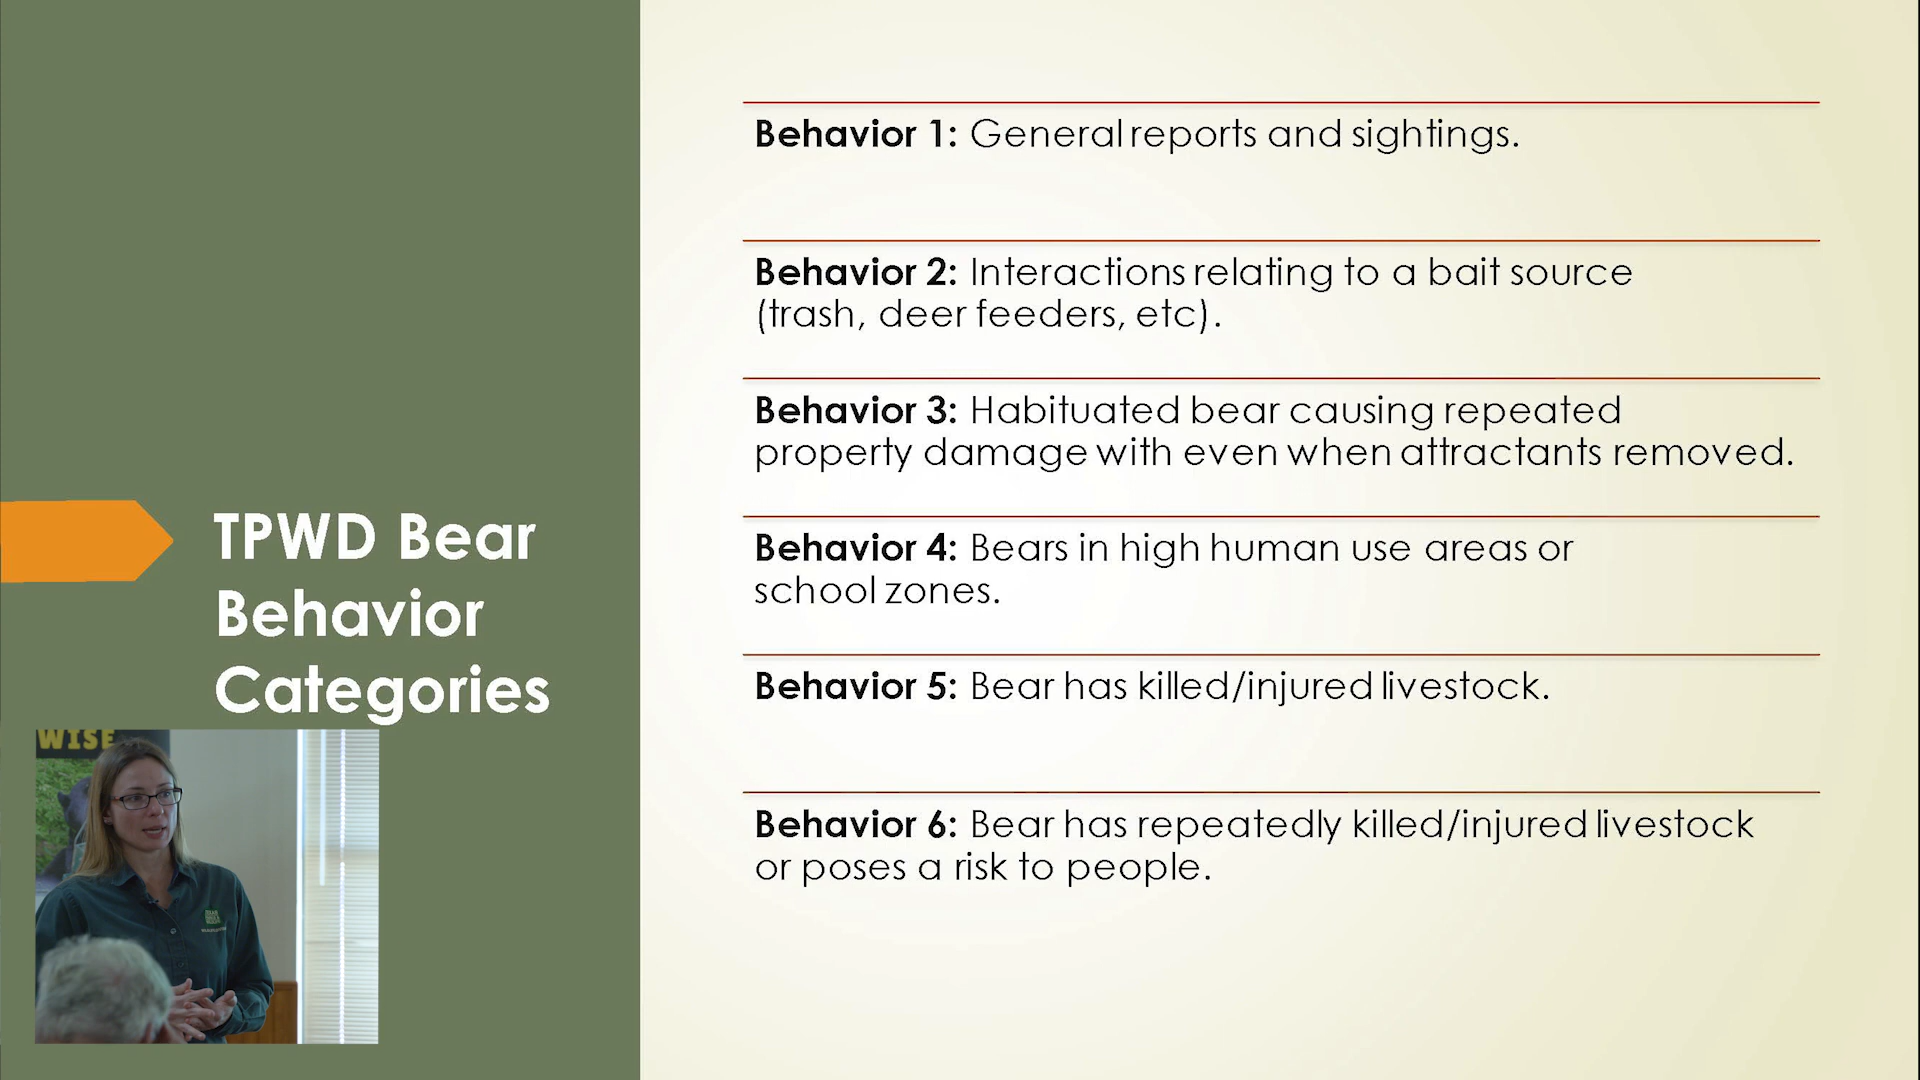 TPWD Bear
Behavior
Categories
WISE
Behavior 1: General reports and sightings.
Behavior 2: Interactions relating to a bait source
(trash, deer feeders, etc).
Behavior 3: Habituated bear causing repeated
property damage with even when attractants removed.
Behavior 4: Bears in high human use areas or
school zones.
Behavior 5: Bear has killed/injured livestock.
Behavior 6: Bear has repeatedly killed/injured livestock
or poses a risk to people.